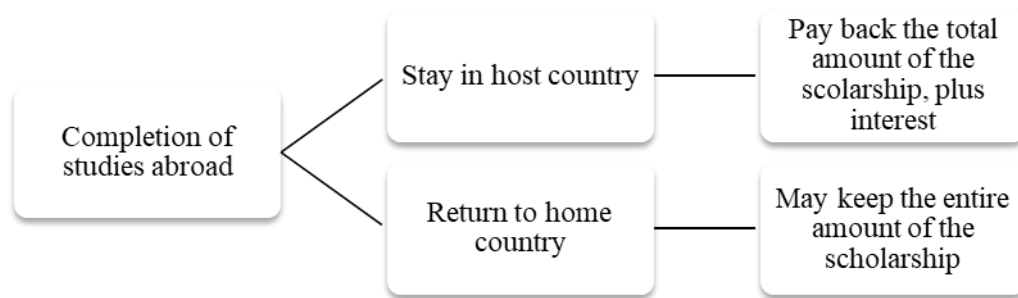 Completion of
studies abroad
Stay in host country
Pay back the total
amount of the
scolarship, plus
interest
Return to home
country
May keep the entire
amount of the
scholarship